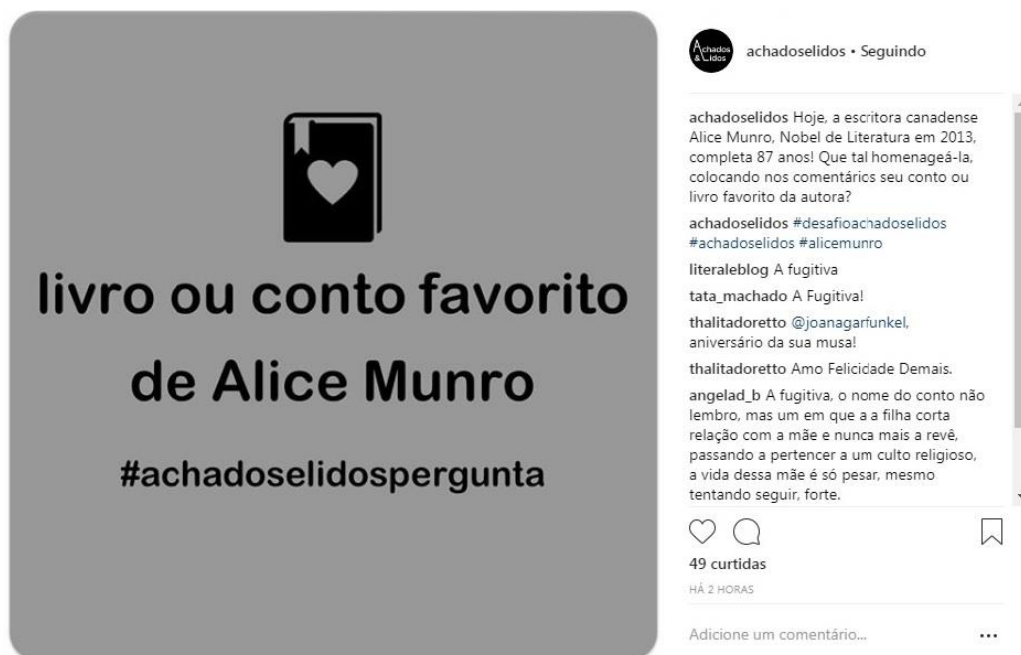 livro ou conto favorito
de Alice Munro
#achadoselidospergunta
Achados
& Lidos
achadoselidos • Seguindo
achadoselidos Hoje, a escritora canadense
Alice Munro, Nobel de Literatura em 2013,
completa 87 anos! Que tal homenageá-la,
colocando nos comentários seu conto ou
livro favorito da autora?
achadoselidos #desafioachadoselidos
#achadoselidos #alicemunro
literaleblog A fugitiva
tata_machado A Fugitiva!
thalitadoretto @joanagarfunkel,
aniversário da sua musa!
thalitadoretto Amo Felicidade Demais.
angelad_b A fugitiva, o nome do conto não
lembro, mas um em que a a filha corta
relação com a mãe e nunca mais a revê,
passando a pertencer a um culto religioso,
a vida dessa mãe é só pesar, mesmo
tentando seguir, forte.
49 curtidas
HÁ 2 HORAS
Adicione um comentário...